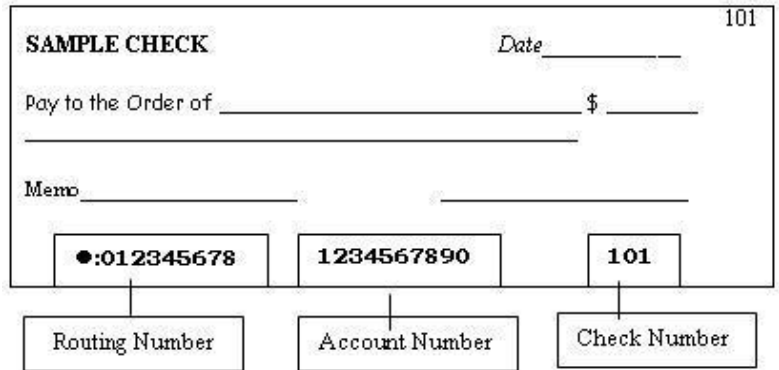 101
SAMPLE CHECK Date
Pay to the Order of $
Memo
●:012345678 1234567890 101
Routing Number Account Number Check Number